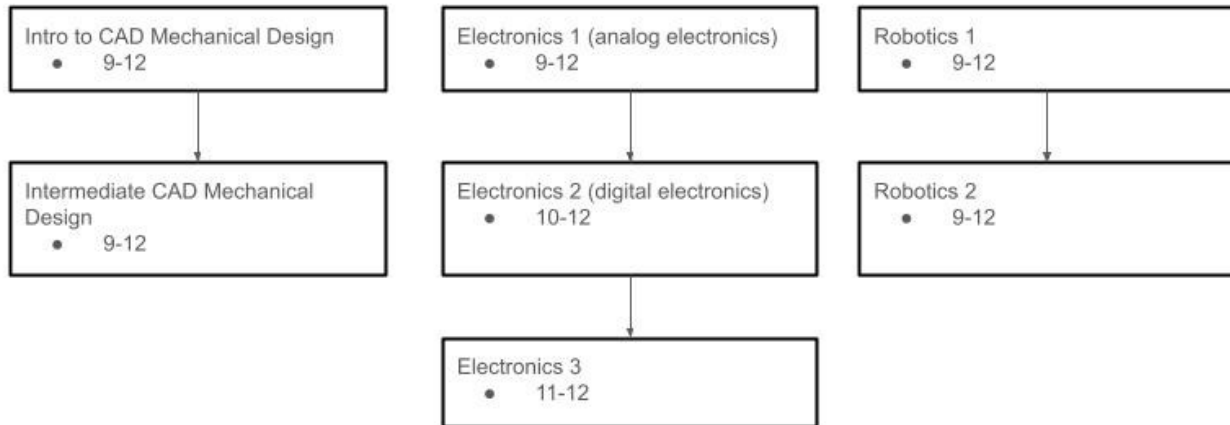 Intro to CAD Mechanical Design
● 9-12
Electronics 1 (analog electronics)
● 9-12
Robotics 1
● 9-12
Intermediate CAD Mechanical
Design
● 9-12
Electronics 2 (digital electronics)
● 10-12
Robotics 2
● 9-12
Electronics 3
● 11-12